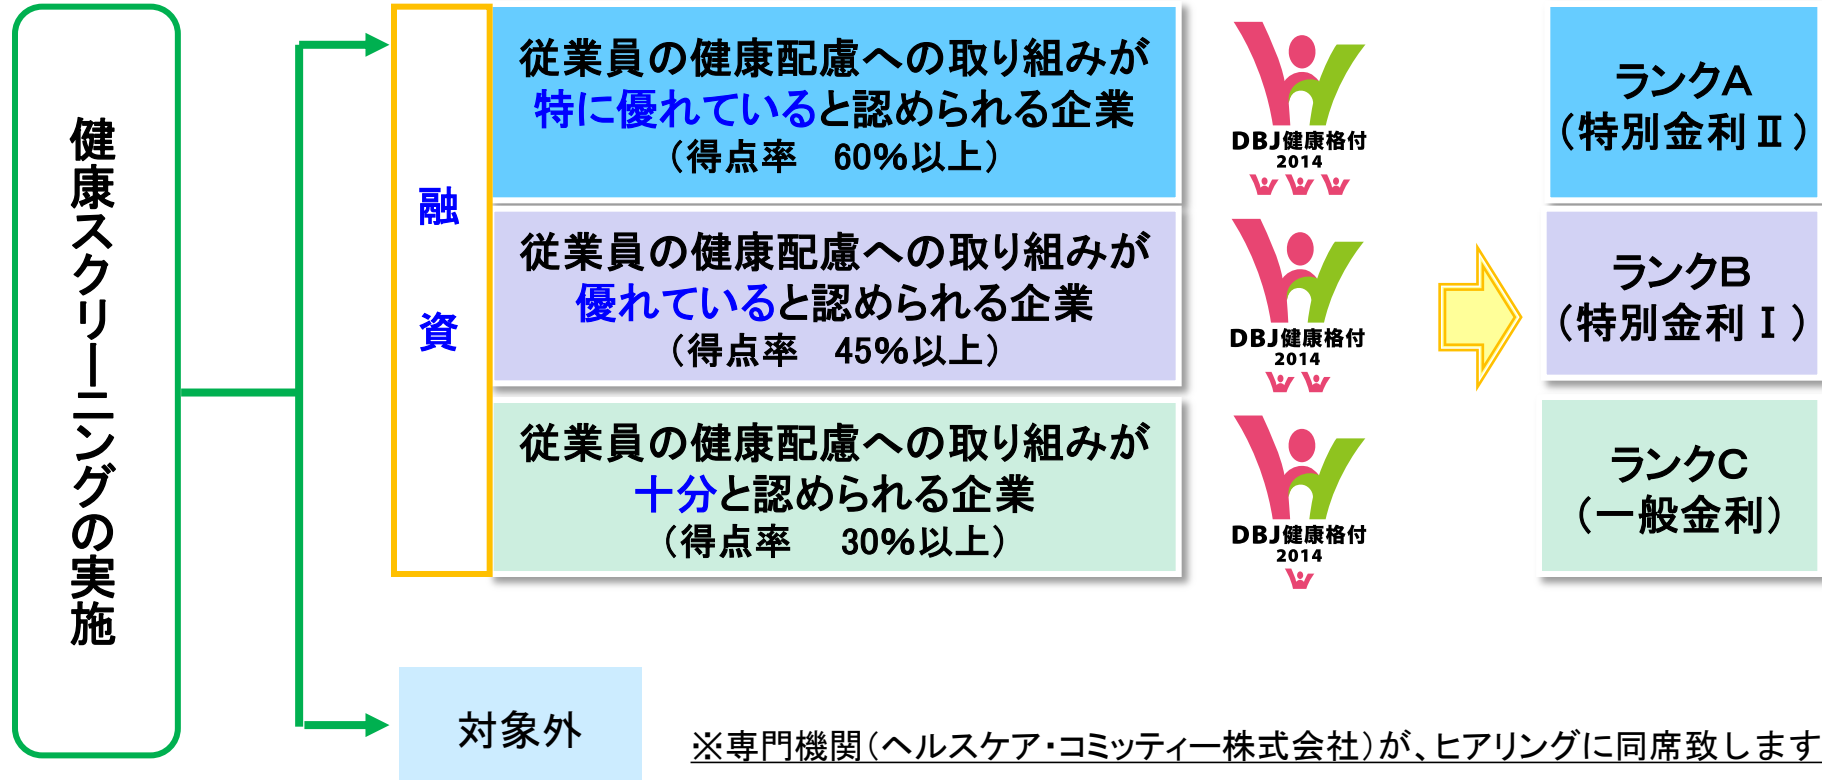 健康スクリーニングの実施
融
資
従業員の健康配慮への取り組みが
特に優れていると認められる企業
（得点率　60%以上）
DBJ健康格付
2014
ランクA
（特別金利Ⅱ）
従業員の健康配慮への取り組みが
優れていると認められる企業
（得点率　45%以上）
DBJ健康格付
2014
ランクB
（特別金利Ⅰ）
従業員の健康配慮への取り組みが
十分と認められる企業
（得点率　30%以上）
DBJ健康格付
2014
ランクC
（一般金利）
対象外
※専門機関（ヘルスケア・コミッティー株式会社）が、ヒアリングに同席致します